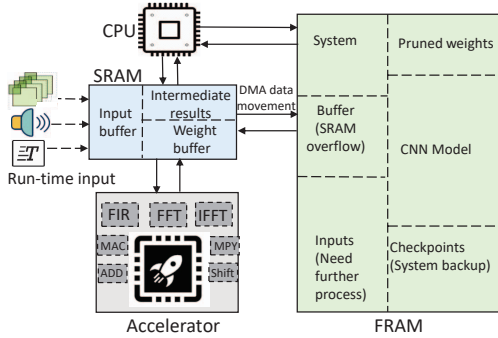 CPU
SRAM
Input
buffer
Intermediate
results
Weight
buffer
DMA data
movement
T
Run-time input
FIR
FFT
IFFT
MAC
MPY
ADD
Shift
Accelerator
System
Pruned weights
Buffer
(SRAM
overflow)
CNN Model
Inputs
(Need
further
process)
Checkpoints
(System backup)
FRAM